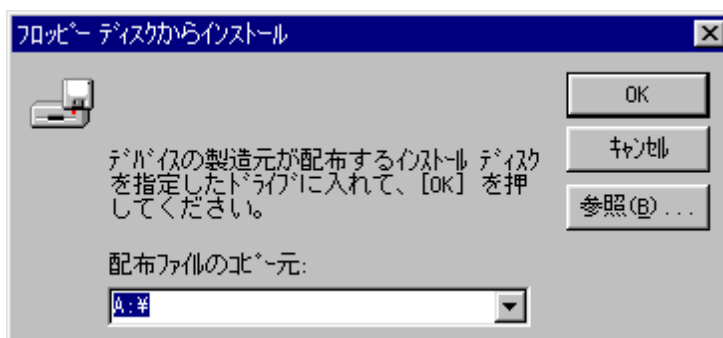 フロッピー ディスクからインストール
OK
ﾃﾞﾊﾞｲｽの製造元が配布するｲﾝｽﾄｰﾙ ﾃﾞｨｽｸ
を指定したﾄﾞﾗｲﾌﾞに入れて、[OK] を押
してください。
ｷｬﾝｾﾙ
参照(B)...
配布ﾌｧｲﾙのｺﾋﾟｰ元:
A:¥